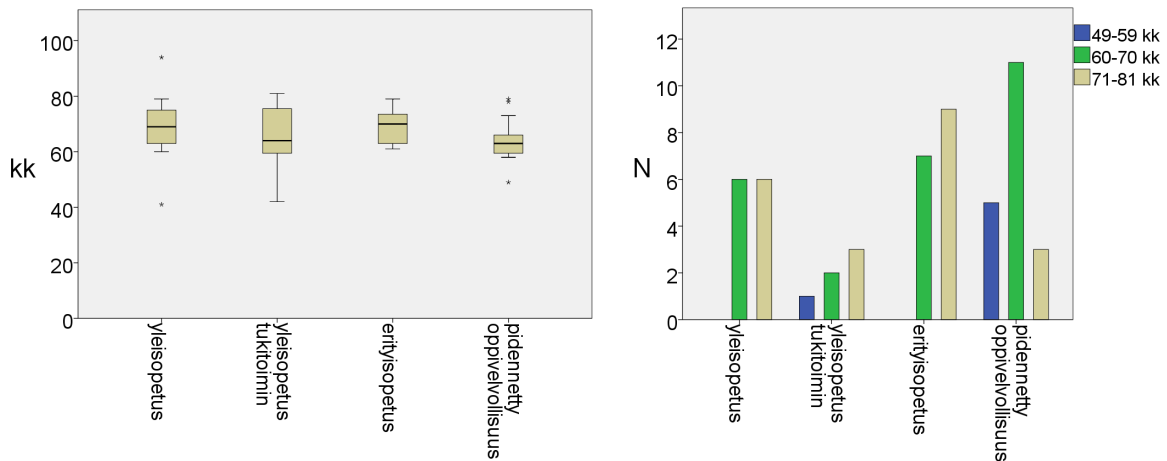 100
80
60
40
20
0
kk
yleisopetus
yleisopetus
tukitoimin
erityisopetus
pidennetty
oppivelvollisuus
12
10
8
6
4
2
0
N
yleisopetus
yleisopetus
tukitoimin
erityisopetus
pidennetty
oppivelvollisuus
49-59 kk
60-70 kk
71-81 kk